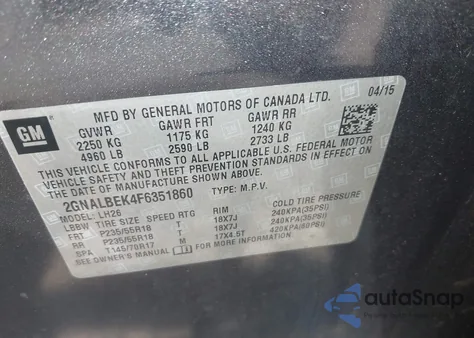 GM
MFD BY GENERAL MOTORS OF CANADA LTD. 04/15
GVWR GAWR FRT GAWR RR
2250 KG 1175 KG 1240 KG
4960 LB 2590 LB 2733 LB
THIS VEHICLE CONFORMS TO ALL APPLICABLE U.S. FEDERAL
VEHICLE SAFETY AND THEFT PREVENTION STANDARDS IN
EFFECT ON THE DATE OF MANUFACTURE SHOWN ABOVE.
2GNALBEK4F6351860 TYPE: M.P.V.
MODEL: LH26
LBBW TIRE SIZE SPEED RTG RIM COLD TIRE PRESSURE
FRT P235/55R18 T 18X7J 240KPA(35PSI)
RR P235/55R18 T 18X7J 240KPA(35PSI)
SPA T145/70R17 M 17X4.5T 420KPA(60PSI)
SEE OWNER'S MANUAL FOR MORE INFORMATION.
autoSnap